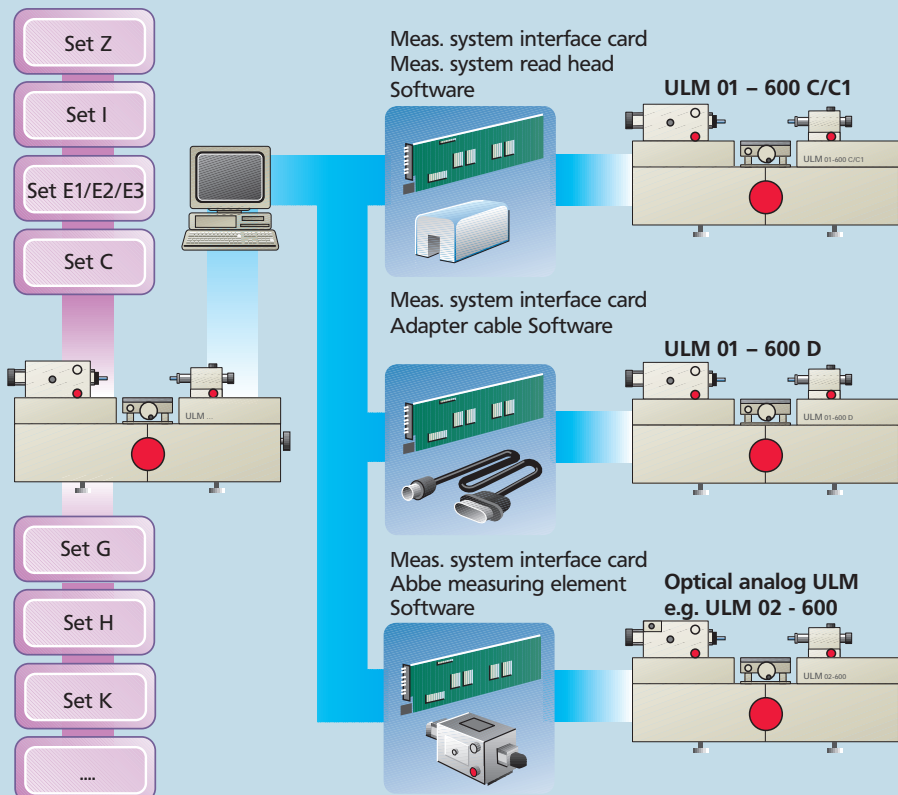 Set Z
Set I
Set E1/E2/E3
Set C
ULM ...
Set G
Set H
Set K
....
Meas. system interface card
Meas. system read head
Software
ULM 01 – 600 C/C1
ULM 01-600 C/C1
Meas. system interface card
Adapter cable Software
ULM 01 – 600 D
ULM 01-600 D
Meas. system interface card
Abbe measuring element
Software
Optical analog ULM
e.g. ULM 02 - 600
ULM 02-600